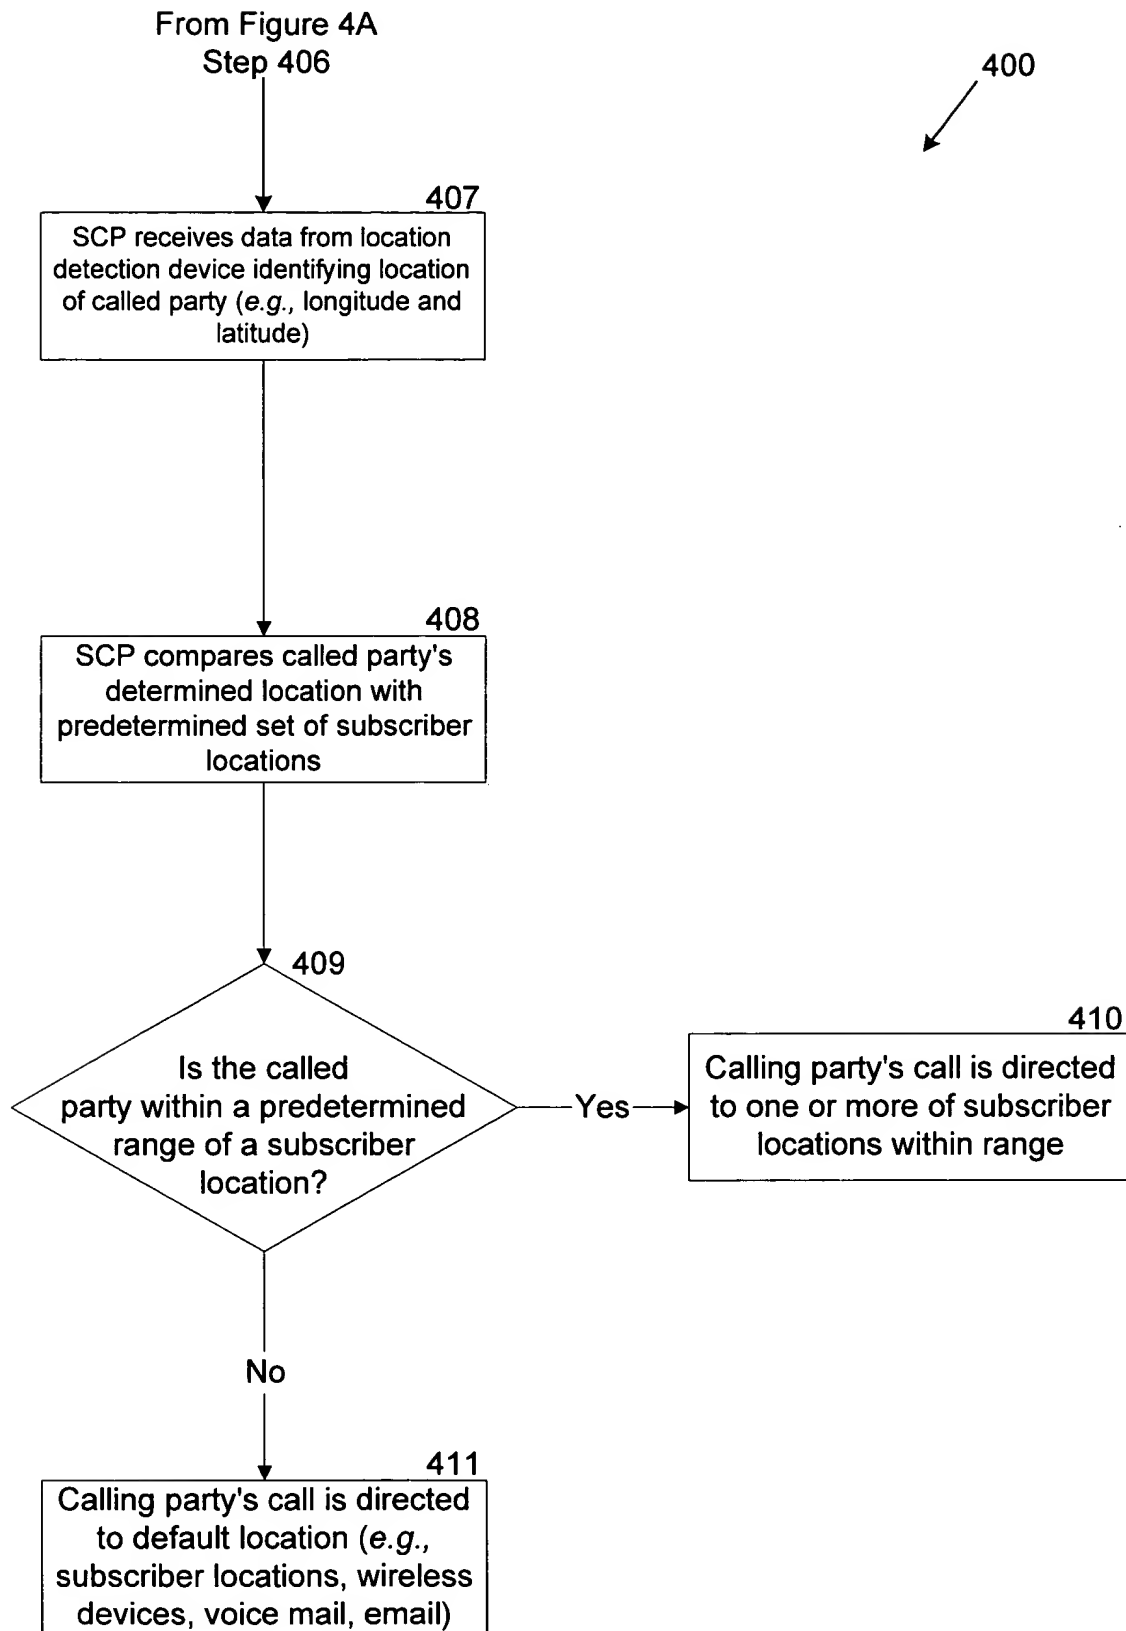 From Figure 4A
Step 406
400
407
SCP receives data from location
detection device identifying location
of called party (e.g., longitude and
latitude)
408
SCP compares called party's
determined location with
predetermined set of subscriber
locations
409
Is the called
party within a predetermined
range of a subscriber
location?
Yes
410
Calling party's call is directed
to one or more of subscriber
locations within range
No
411
Calling party's call is directed
to default location (e.g.,
subscriber locations, wireless
devices, voice mail, email)